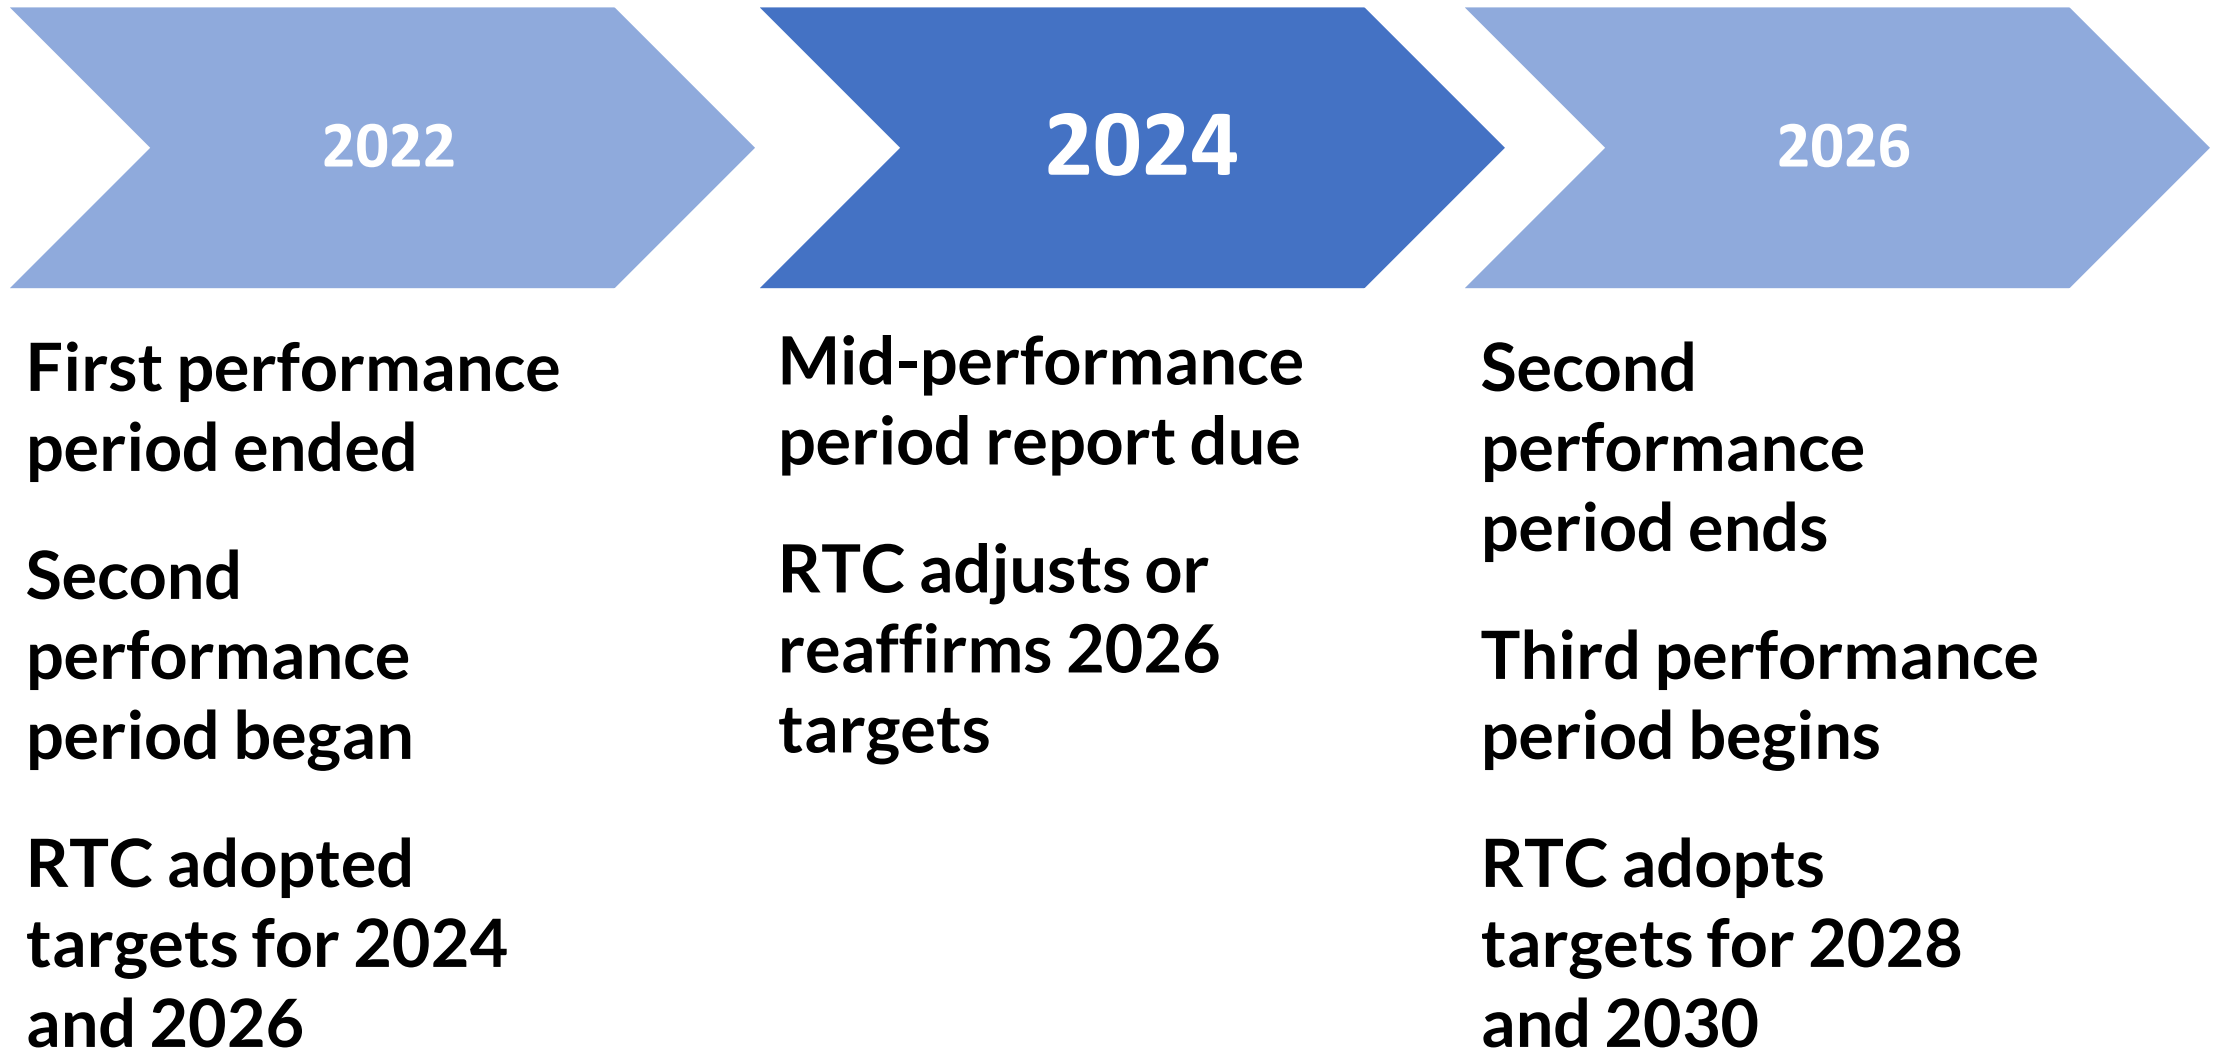 2022
First performance
period ended
Second
performance
period began
RTC adopted
targets for 2024
and 2026
2024
Mid-performance
period report due
RTC adjusts or
reaffirms 2026
targets
2026
Second
performance
period ends
Third performance
period begins
RTC adopts
targets for 2028
and 2030